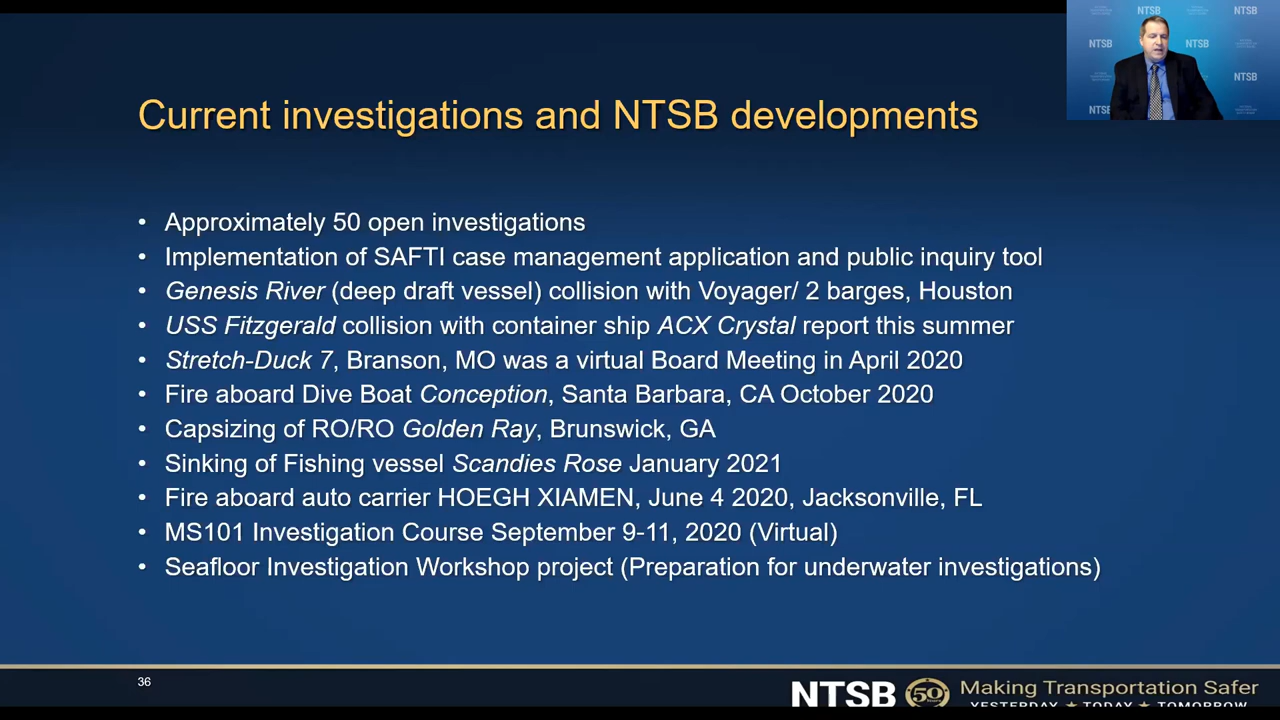 Current investigations and NTSB developments
• Approximately 50 open investigations
• Implementation of SAFTI case management application and public inquiry tool
• Genesis River (deep draft vessel) collision with Voyager/ 2 barges, Houston
• USS Fitzgerald collision with container ship ACX Crystal report this summer
• Stretch-Duck 7, Branson, MO was a virtual Board Meeting in April 2020
• Fire aboard Dive Boat Conception, Santa Barbara, CA October 2020
• Capsizing of RO/RO Golden Ray, Brunswick, GA
• Sinking of Fishing vessel Scandies Rose January 2021
• Fire aboard auto carrier HOEGH XIAMEN, June 4 2020, Jacksonville, FL
• MS101 Investigation Course September 9-11, 2020 (Virtual)
• Seafloor Investigation Workshop project (Preparation for underwater investigations)
NTSB NTSB
NTSB NTSB
NTSB
NTSB
36
NTSB 50 Making Transportation Safer
YESTERDAY ★ TODAY ★ TOMORROW